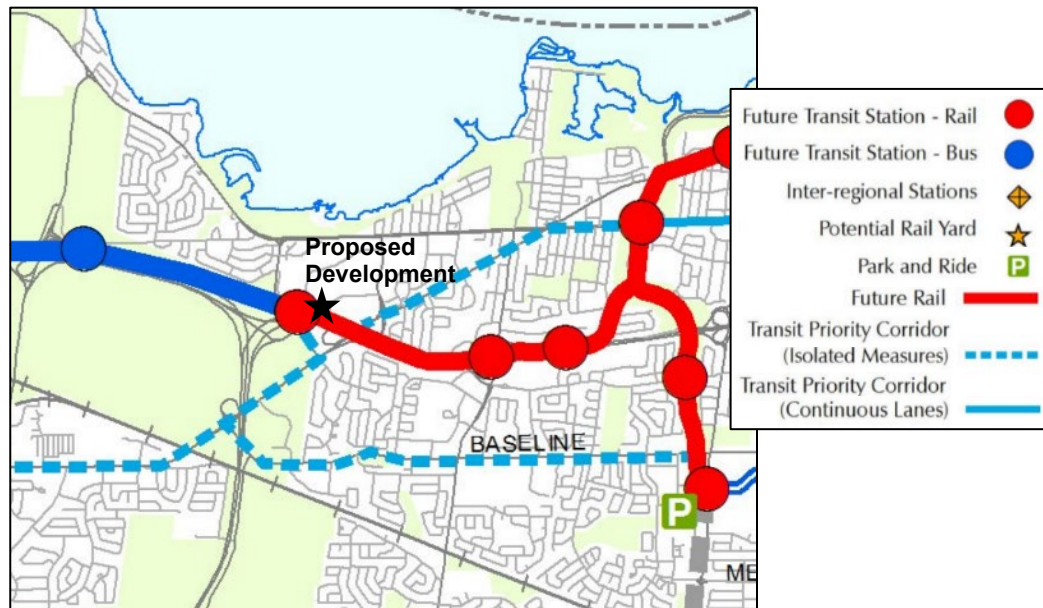 Proposed
Development
BASELINE
P
ME
Future Transit Station - Rail
Future Transit Station - Bus
Inter-regional Stations
Potential Rail Yard
Park and Ride
P
Future Rail
Transit Priority Corridor
(Isolated Measures)
Transit Priority Corridor
(Continuous Lanes)